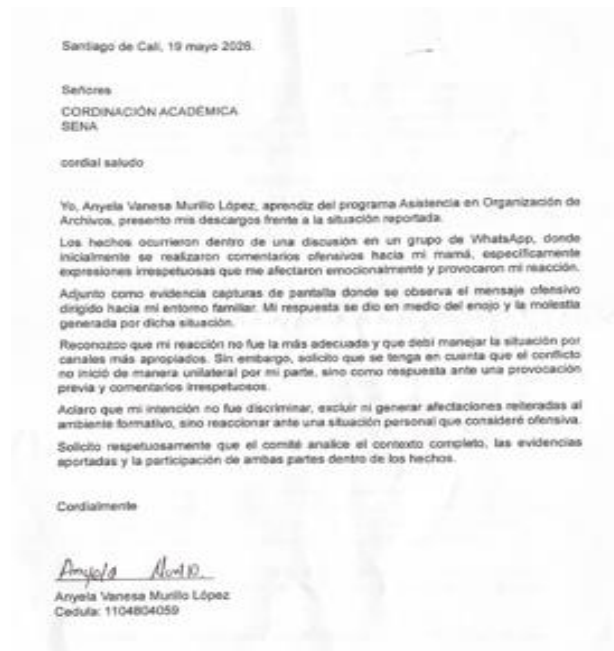 Santiago de Cali, 19 mayo 2026.
Señores
CORDINACIÓN ACADÉMICA
SENA
cordial saludo
Yo, Anyela Vanesa Murillo López, aprendiz del programa Asistencia en Organización de
Archivos, presento mis descargos frente a la situación reportada.
Los hechos ocurrieron dentro de una discusión en un grupo de WhatsApp, donde
inicialmente se realizaron comentarios ofensivos hacia mi mamá, específicamente
expresiones irrespetuosas que me afectaron emocionalmente y provocaron mi reacción.
Adjunto como evidencia capturas de pantalla donde se observa el mensaje ofensivo
dirigido hacia mi entorno familiar. Mi respuesta se dio en medio del enojo y la molestia
generada por dicha situación.
Reconozco que mi reacción no fue la más adecuada y que debí manejar la situación por
canales más apropiados. Sin embargo, solicito que se tenga en cuenta que el conflicto
no inició de manera unilateral por mi parte, sino como respuesta ante una provocación
previa y comentarios irrespetuosos.
Aclaro que mi intención no fue discriminar, excluir ni generar afectaciones reiteradas al
ambiente formativo, sino reaccionar ante una situación personal que consideré ofensiva.
Solicito respetuosamente que el comité analice el contexto completo, las evidencias
aportadas y la participación de ambas partes dentro de los hechos.
Cordialmente
Anyela
Anyela Vanesa Murillo López
Cedula: 1104804059